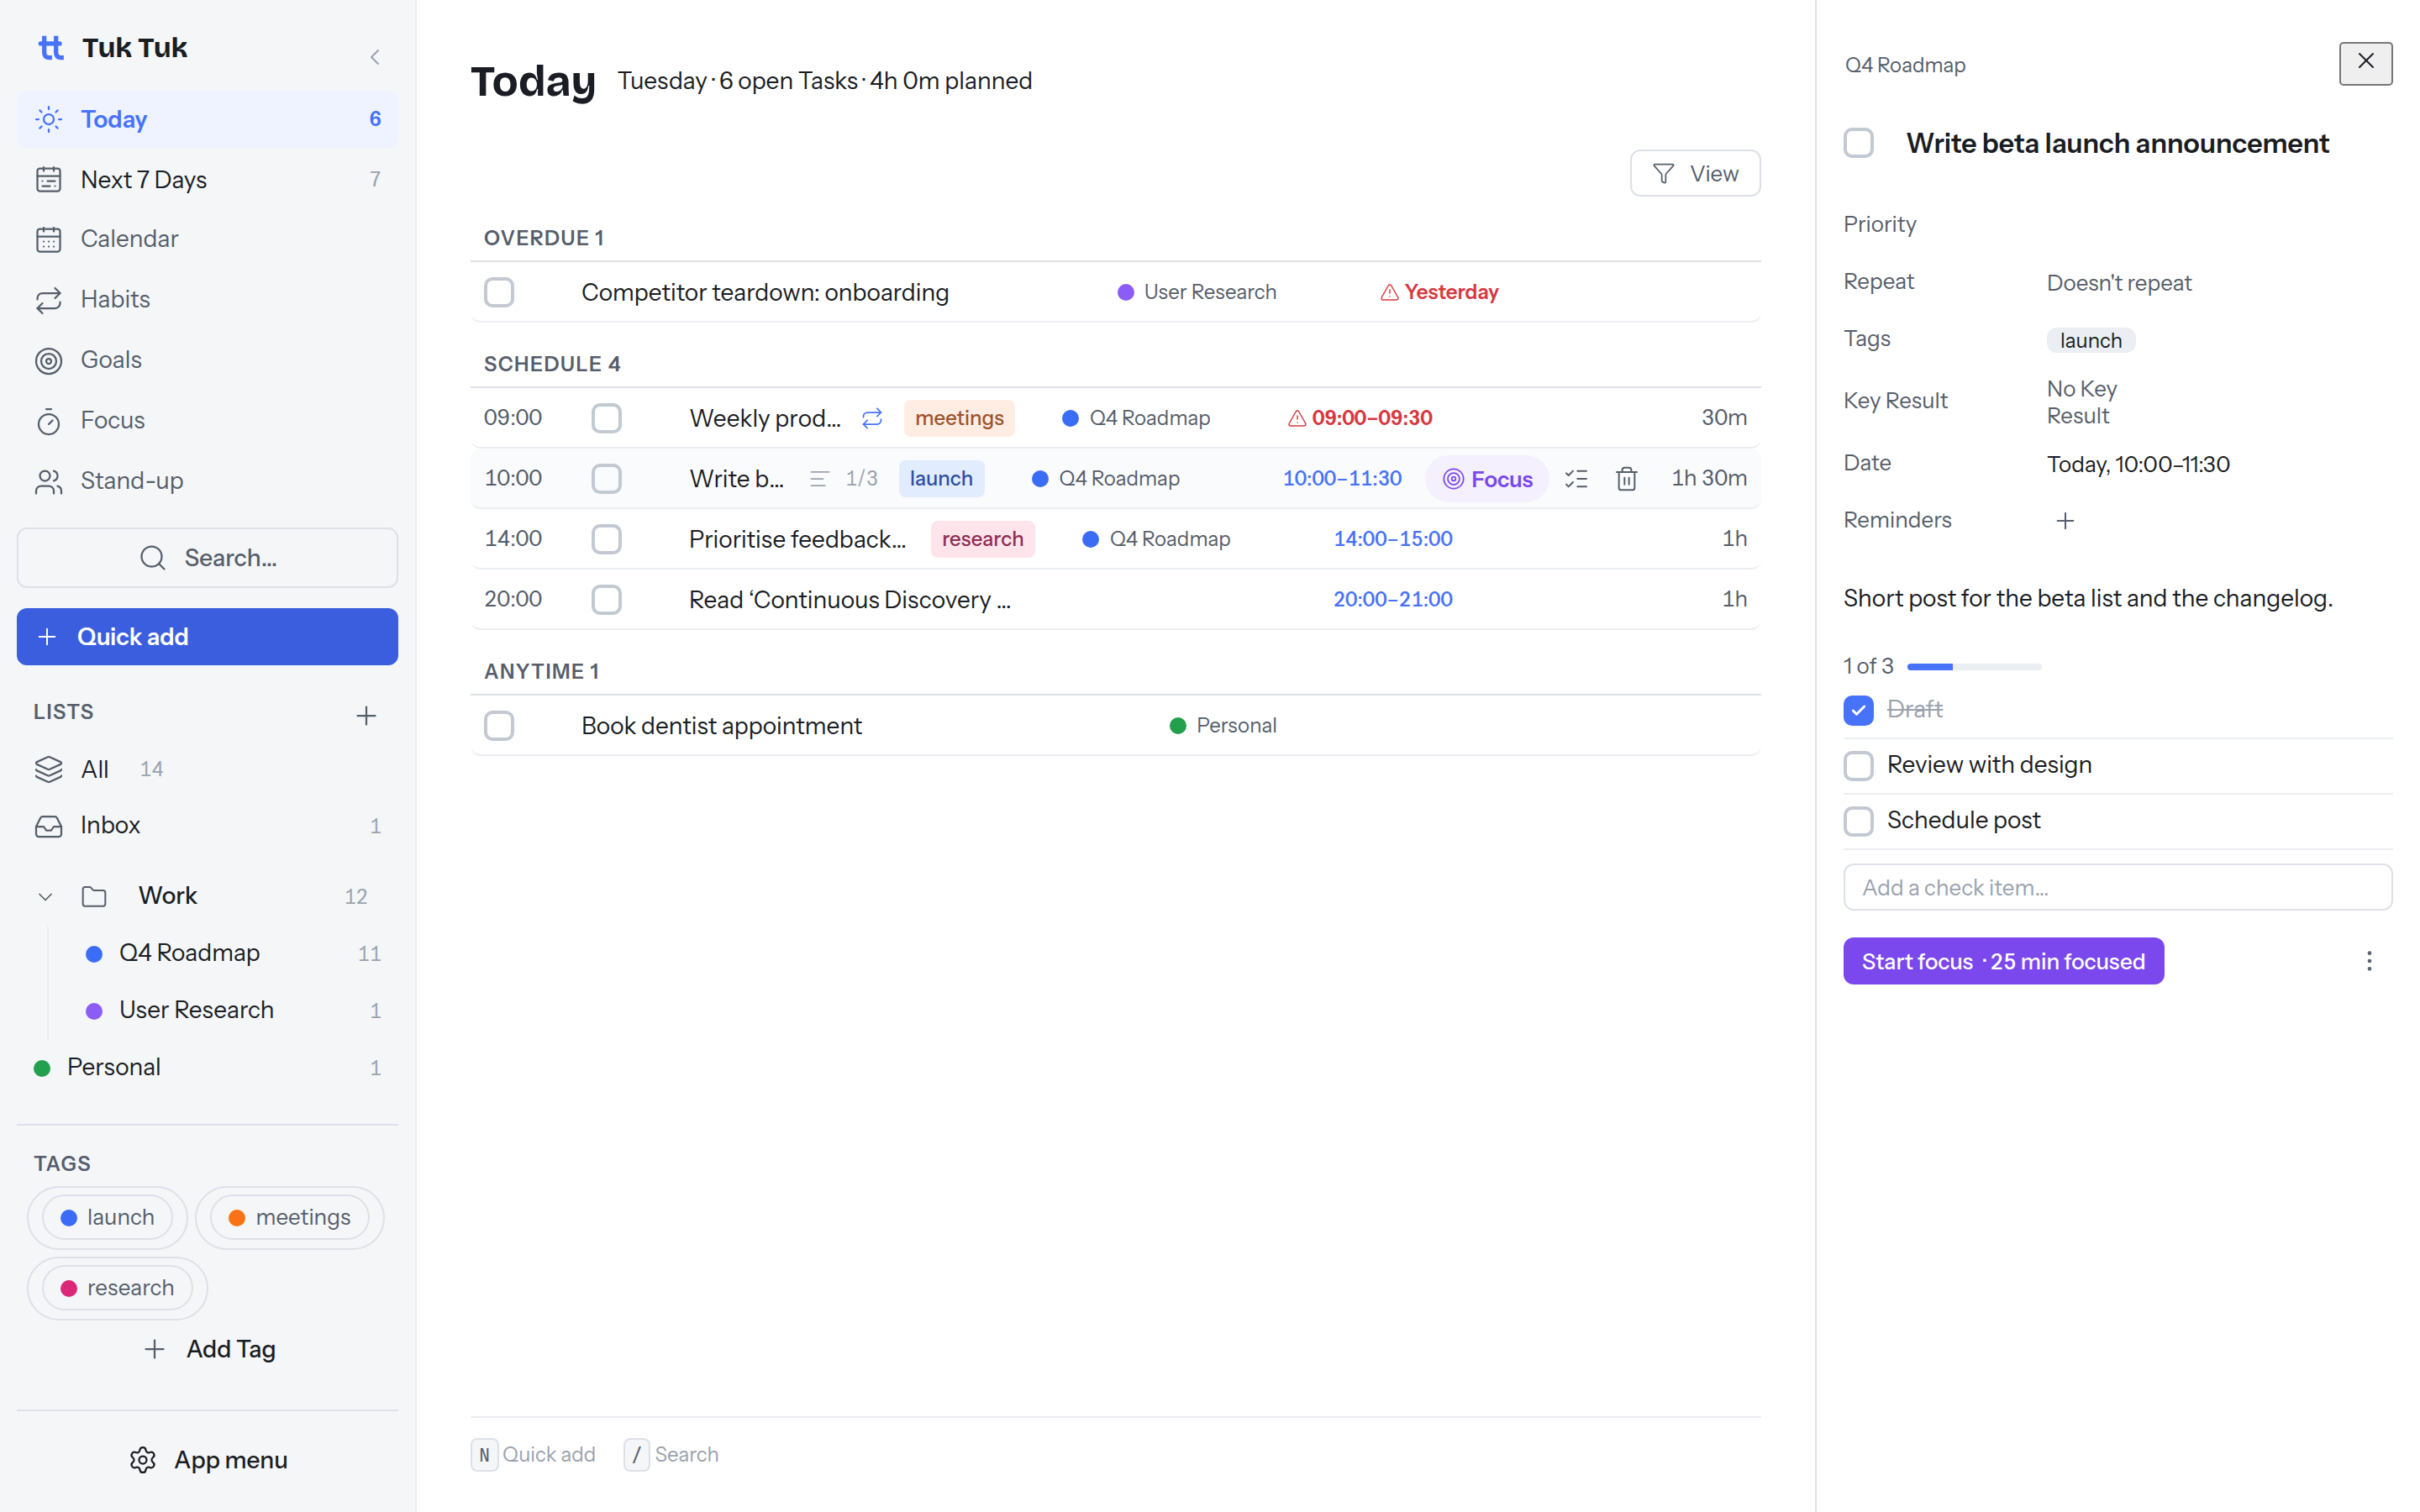 tt Tuk Tuk
Today 6
Next 7 Days 7
Calendar
Habits
Goals
Focus
Stand-up
Search...
Quick add
LISTS
All 14
Inbox 1
Work 12
Q4 Roadmap 11
User Research 1
Personal 1
TAGS
launch meetings
research
Add Tag
App menu
Today Tuesday · 6 open Tasks · 4h 0m planned
View
OVERDUE 1
Competitor teardown: onboarding User Research Yesterday
SCHEDULE 4
09:00 Weekly prod... meetings Q4 Roadmap 09:00–09:30 30m
10:00 Write b... 1/3 launch Q4 Roadmap 10:00–11:30 Focus 1h 30m
14:00 Prioritise feedback... research Q4 Roadmap 14:00–15:00 1h
20:00 Read ‘Continuous Discovery ... 20:00–21:00 1h
ANYTIME 1
Book dentist appointment Personal
N Quick add / Search
Q4 Roadmap
Write beta launch announcement
Priority
Repeat Doesn't repeat
Tags launch
Key Result No Key
Result
Date Today, 10:00–11:30
Reminders
Short post for the beta list and the changelog.
1 of 3
Draft
Review with design
Schedule post
Add a check item...
Start focus · 25 min focused